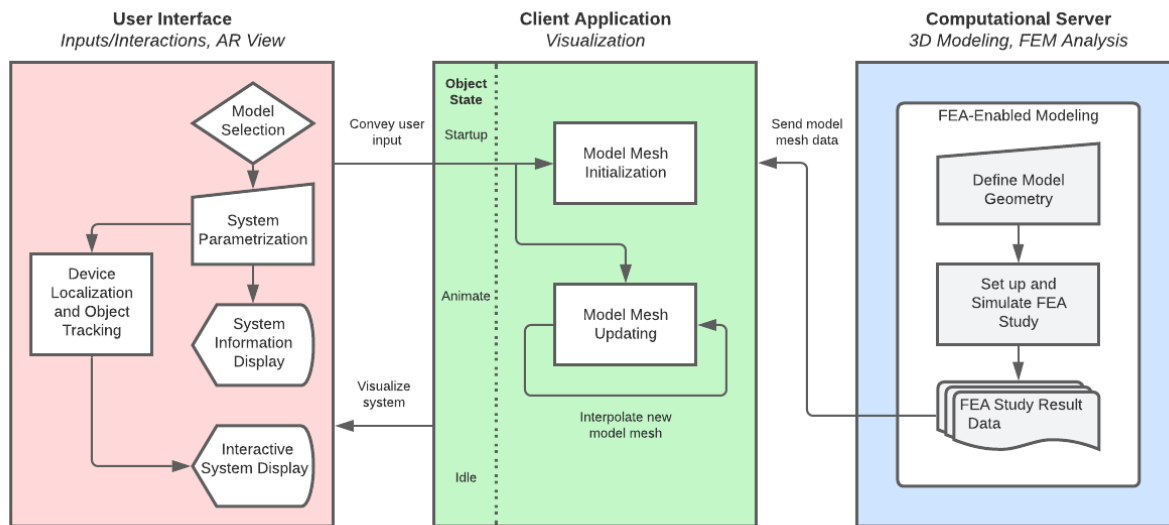 User Interface
Inputs/Interactions, AR View
Model
Selection
System
Parametrization
Device
Localization
and Object
Tracking
System
Information
Display
Interactive
System Display
Convey user
input
Visualize
system
Client Application
Visualization
Object
State
Startup
Animate
Idle
Model Mesh
Initialization
Model Mesh
Updating
Interpolate new
model mesh
Send model
mesh data
Computational Server
3D Modeling, FEM Analysis
FEA-Enabled Modeling
Define Model
Geometry
Set up and
Simulate FEA
Study
FEA Study Result
Data